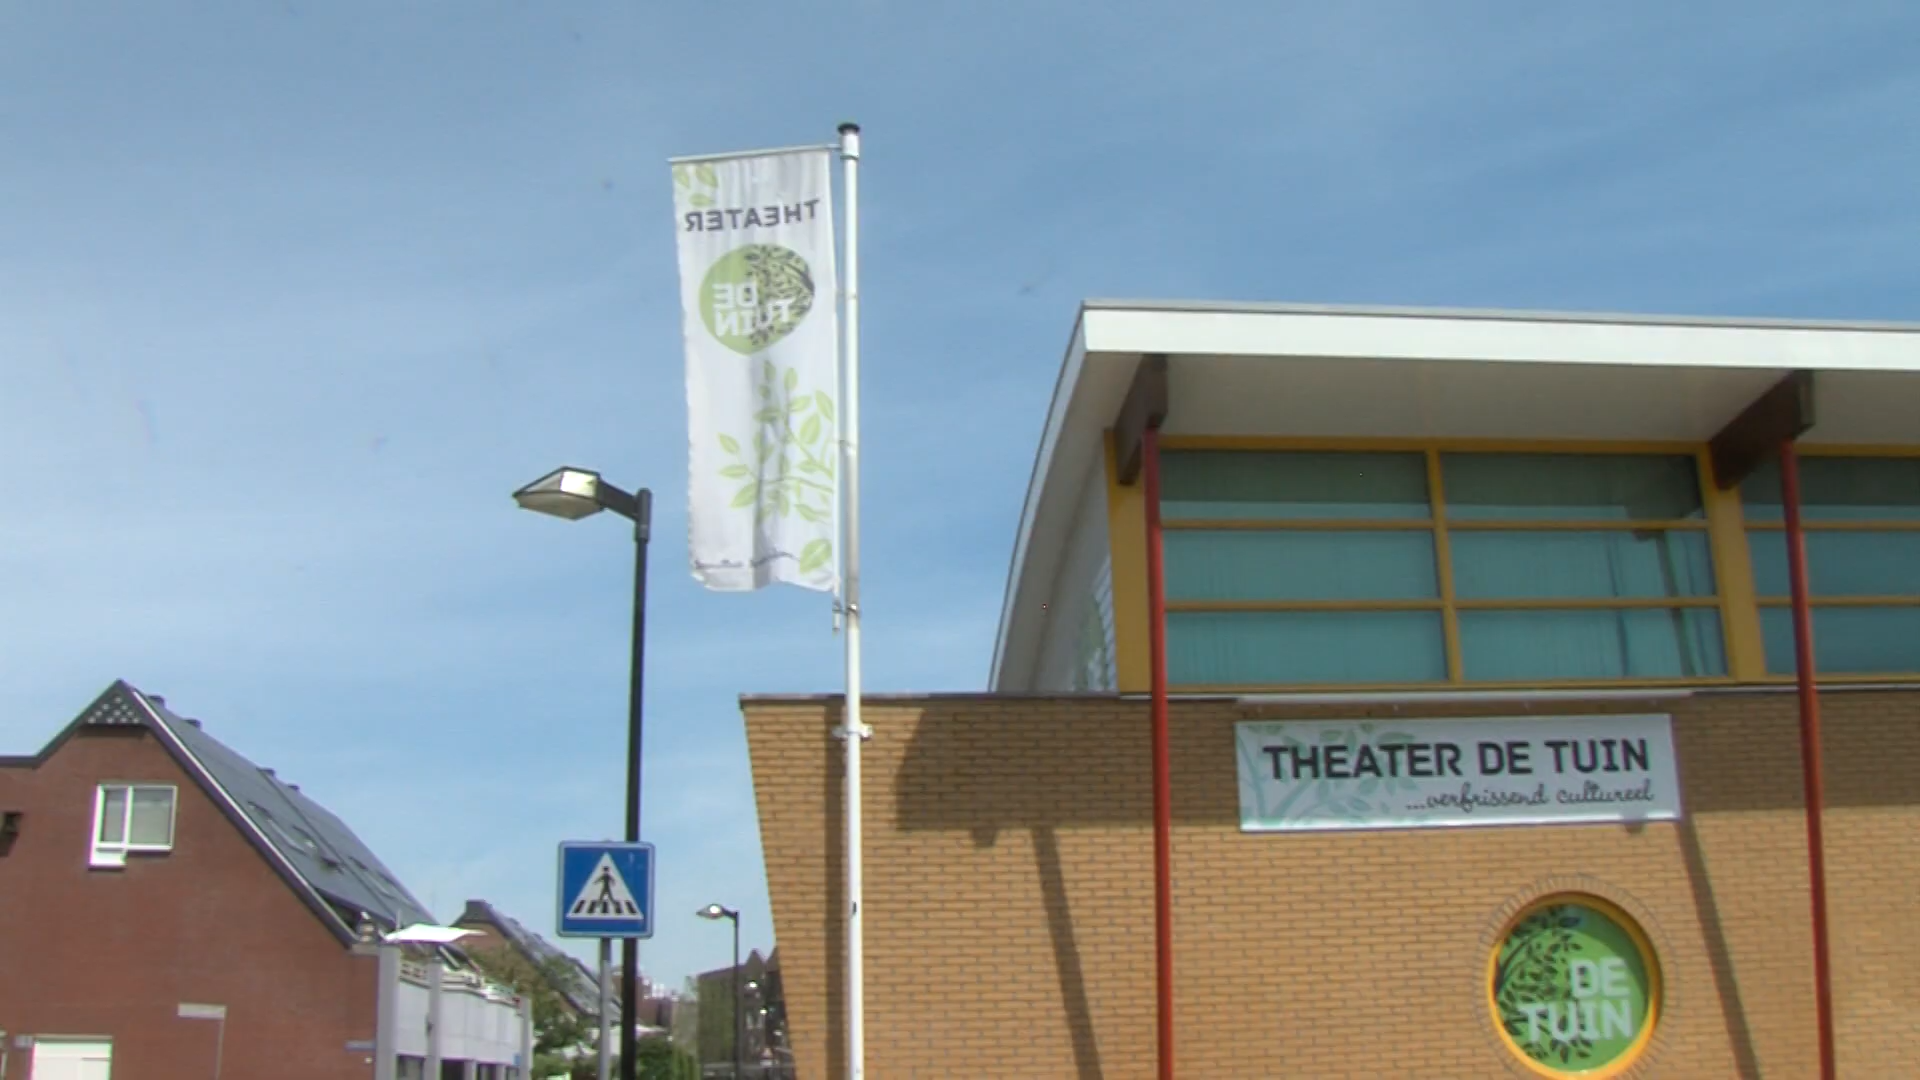 THEATER
DE
TUIN
THEATER DE TUIN
...verfrissend cultureel
DE
TUIN